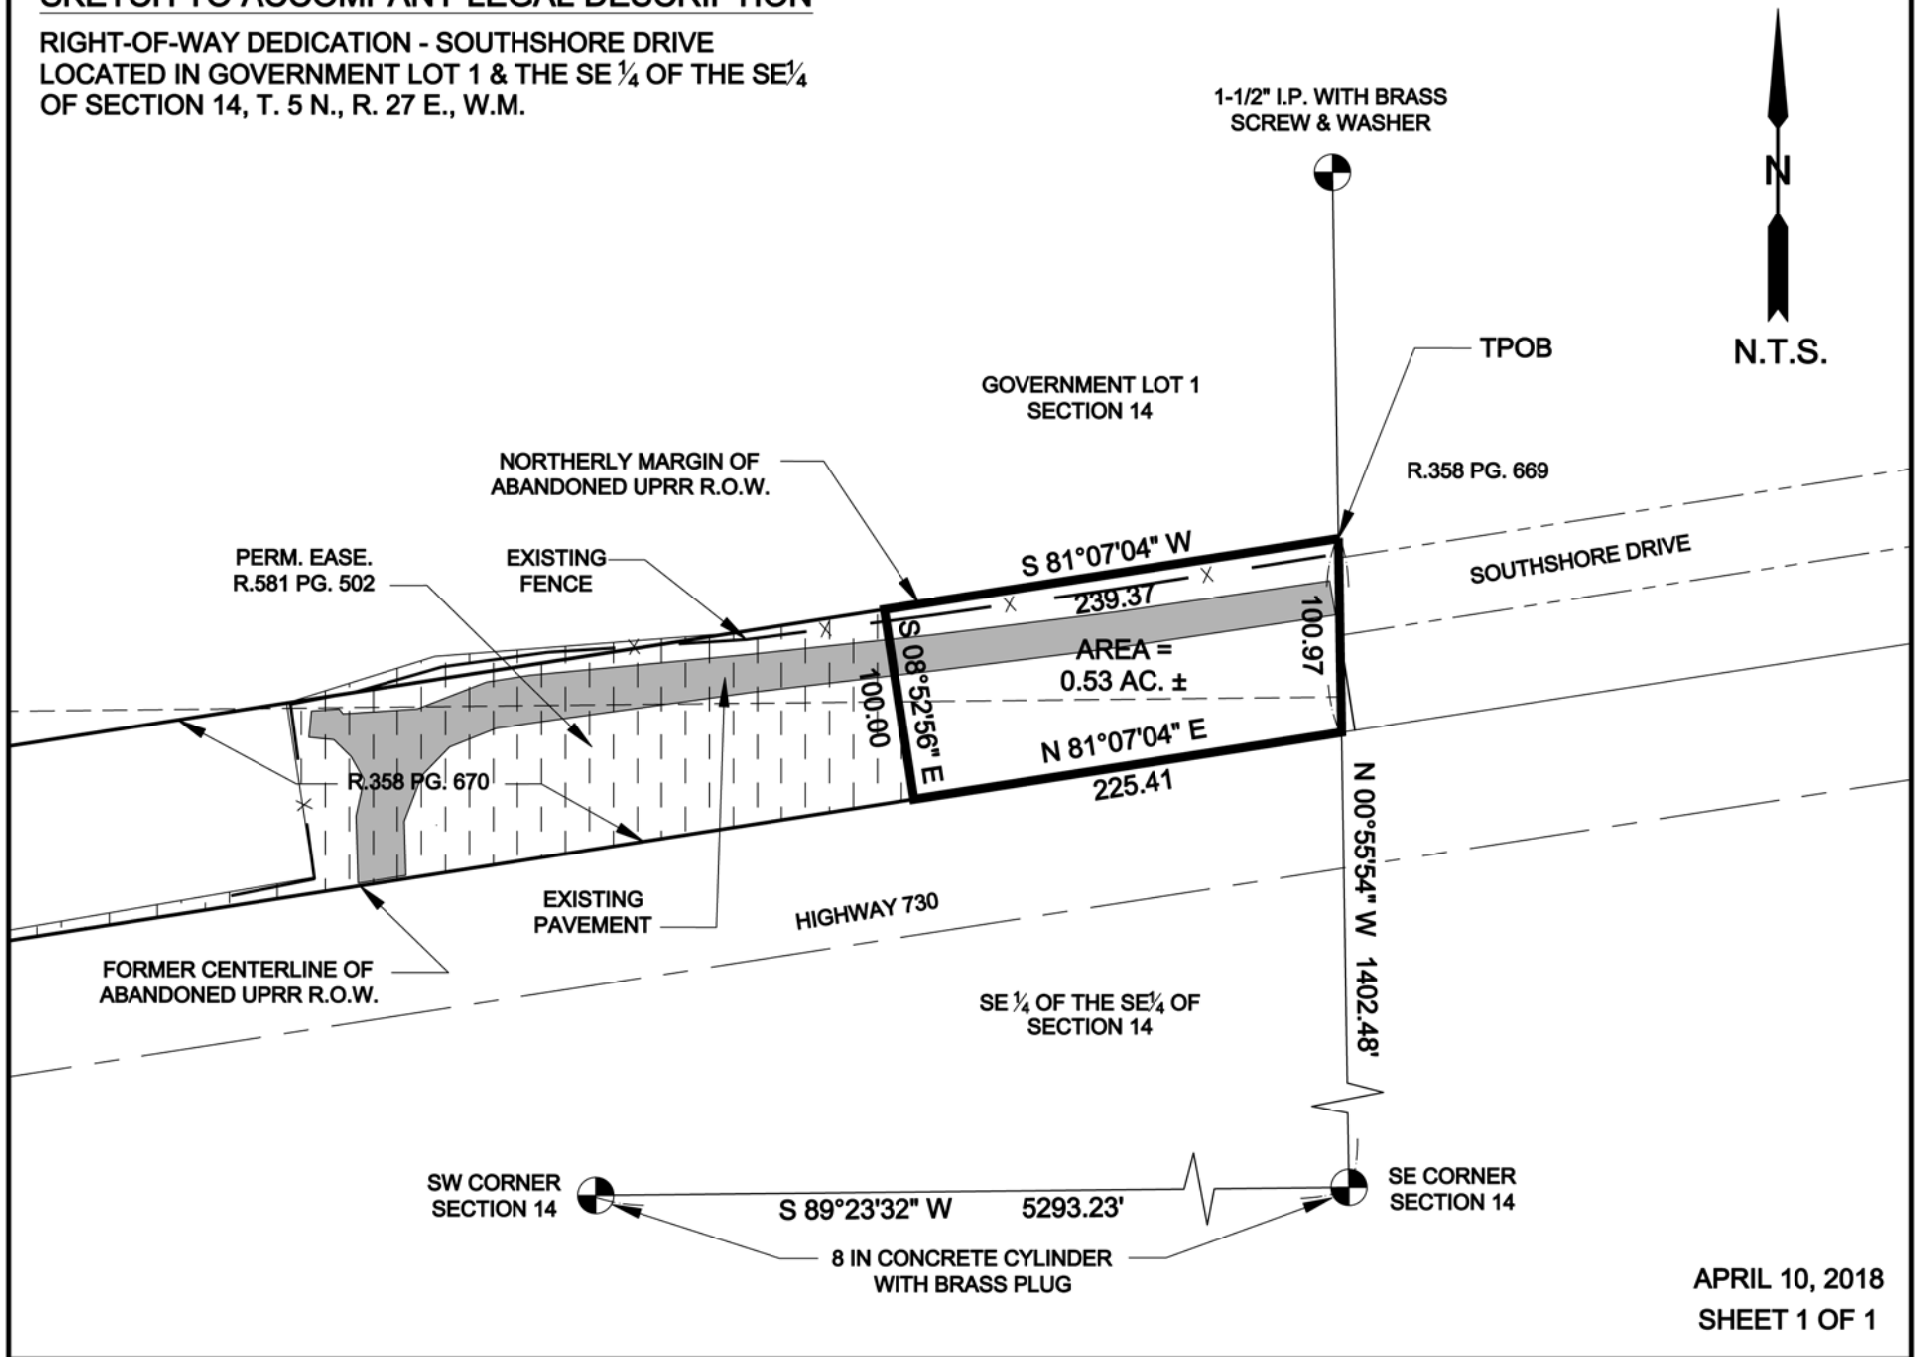 SKETCH TO ACCOMPANY LEGAL DESCRIPTION
RIGHT-OF-WAY DEDICATION - SOUTHSHORE DRIVE
LOCATED IN GOVERNMENT LOT 1 & THE SE ¼ OF THE SE¼
OF SECTION 14, T. 5 N., R. 27 E., W.M.
1-1/2" I.P. WITH BRASS
SCREW & WASHER
N
N.T.S.
TPOB
GOVERNMENT LOT 1
SECTION 14
NORTHERLY MARGIN OF
ABANDONED UPRR R.O.W.
R.358 PG. 669
PERM. EASE.
R.581 PG. 502
EXISTING
FENCE
S 81°07'04" W
239.37
SOUTHSHORE DRIVE
100.97
AREA =
0.53 AC. ±
S 08°52'56" E
100.00
N 81°07'04" E
225.41
R.358 PG. 670
N 00°55'54" W 1402.48'
EXISTING
PAVEMENT
HIGHWAY 730
FORMER CENTERLINE OF
ABANDONED UPRR R.O.W.
SE ¼ OF THE SE¼ OF
SECTION 14
SW CORNER
SECTION 14
S 89°23'32" W 5293.23'
SE CORNER
SECTION 14
8 IN CONCRETE CYLINDER
WITH BRASS PLUG
APRIL 10, 2018
SHEET 1 OF 1